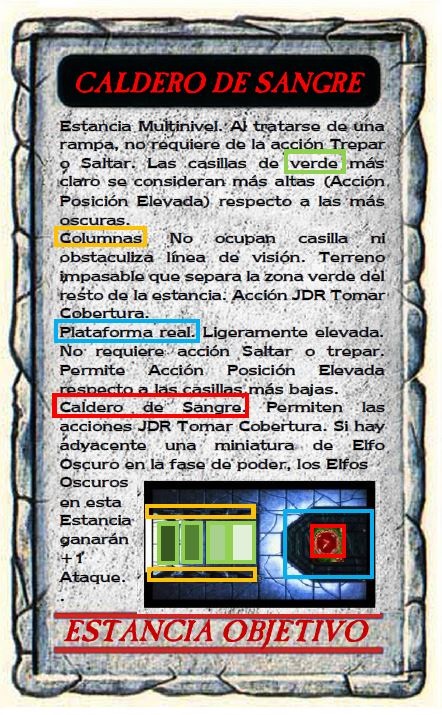 CALDERO DE SANGRE
Estancia Multinivel. Al tratarse de una
rampa, no requiere de la acción Trepar
o Saltar. Las casillas de verde más
claro se consideran más altas (Acción
Posición Elevada) respecto a las más
oscuras.
Columnas. No ocupan casilla ni
obstaculiza línea de visión. Terreno
impasable que separa la zona verde del
resto de la estancia. Acción JDR Tomar
Cobertura.
Plataforma real. Ligeramente elevada.
No requiere acción Saltar o trepar.
Permite Acción Posición Elevada
respecto a las casillas más bajas.
Caldero de Sangre. Permiten las
acciones JDR Tomar Cobertura. Si hay
adyacente una miniatura de Elfo
Oscuro en la fase de poder, los Elfos
Oscuros
en esta
Estancia
ganarán
+1
Ataque.
ESTANCIA OBJETIVO